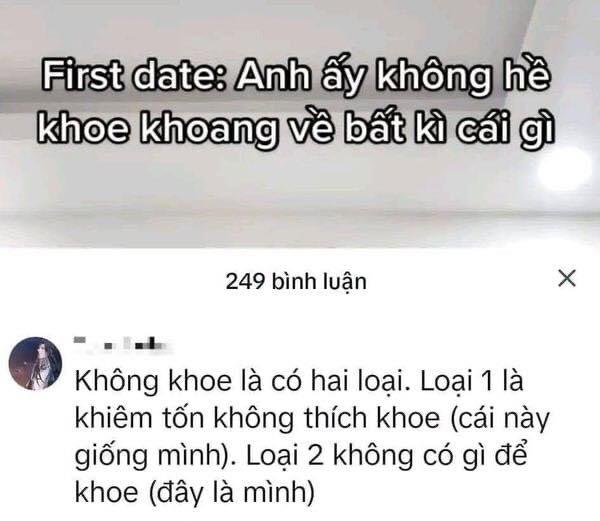 First date: Anh ấy không hề
khoe khoang về bất kì cái gì
249 bình luận
Không khoe là có hai loại. Loại 1 là
khiêm tốn không thích khoe (cái này
giống mình). Loại 2 không có gì để
khoe (đây là mình)